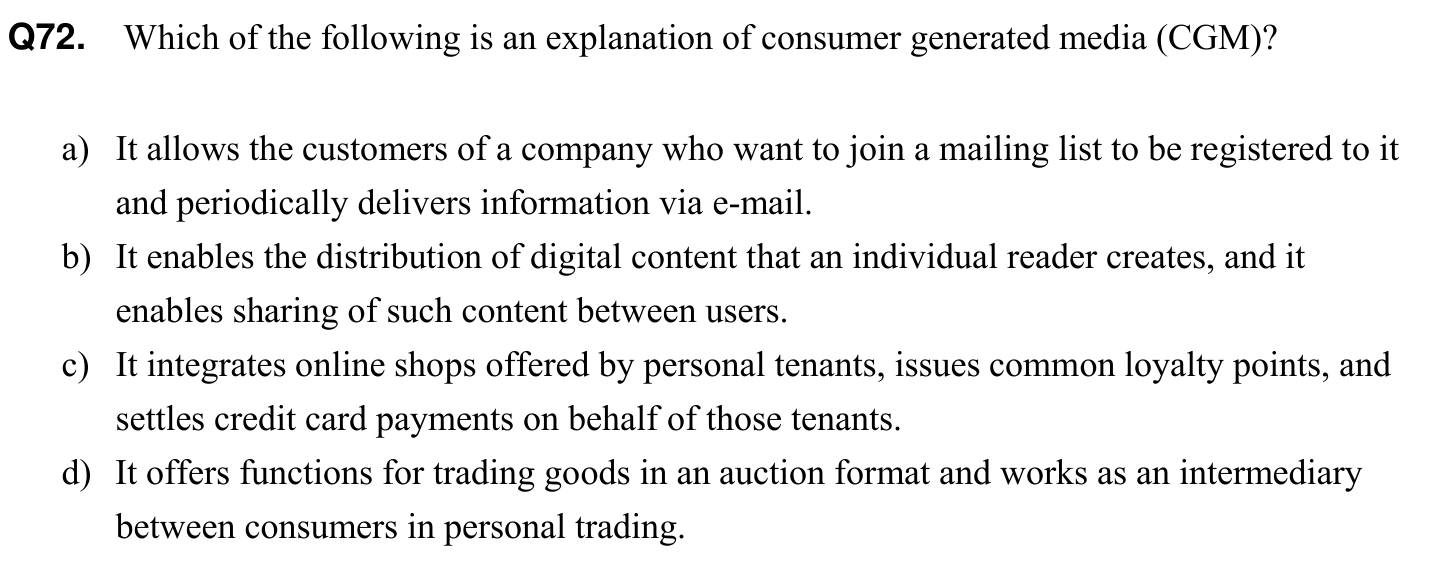 Q72. Which of the following is an explanation of consumer generated media (CGM)?
a) It allows the customers of a company who want to join a mailing list to be registered to it
and periodically delivers information via e-mail.
b) It enables the distribution of digital content that an individual reader creates, and it
enables sharing of such content between users.
c) It integrates online shops offered by personal tenants, issues common loyalty points, and
settles credit card payments on behalf of those tenants.
d) It offers functions for trading goods in an auction format and works as an intermediary
between consumers in personal trading.